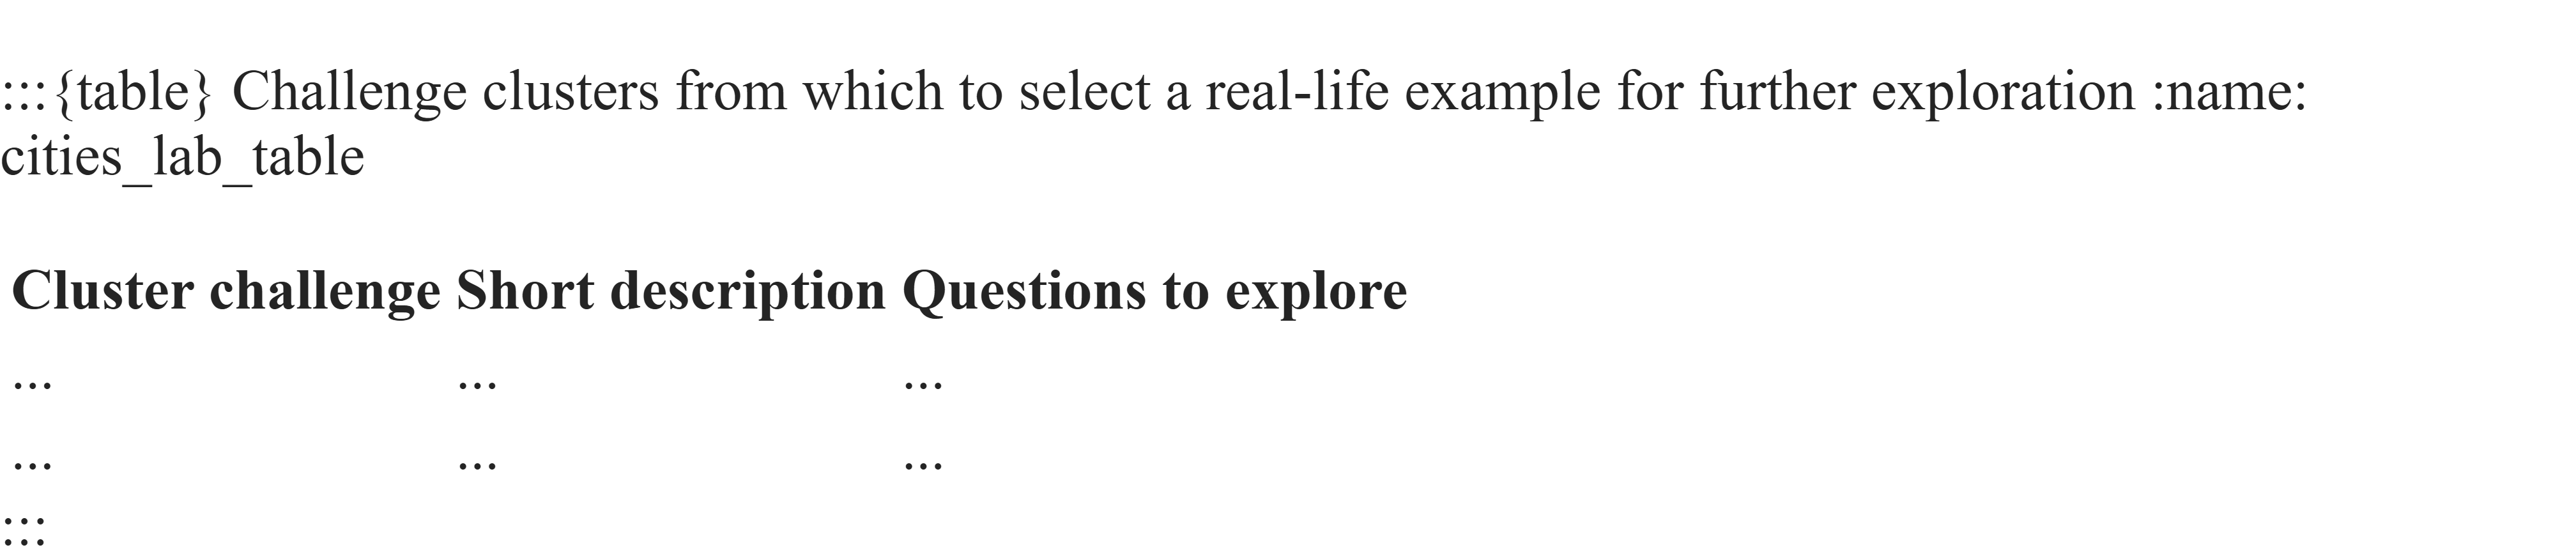 :::{table} Challenge clusters from which to select a real-life example for further exploration :name:
cities_lab_table
Cluster challenge Short description Questions to explore
... ... ...
... ... ...
:::